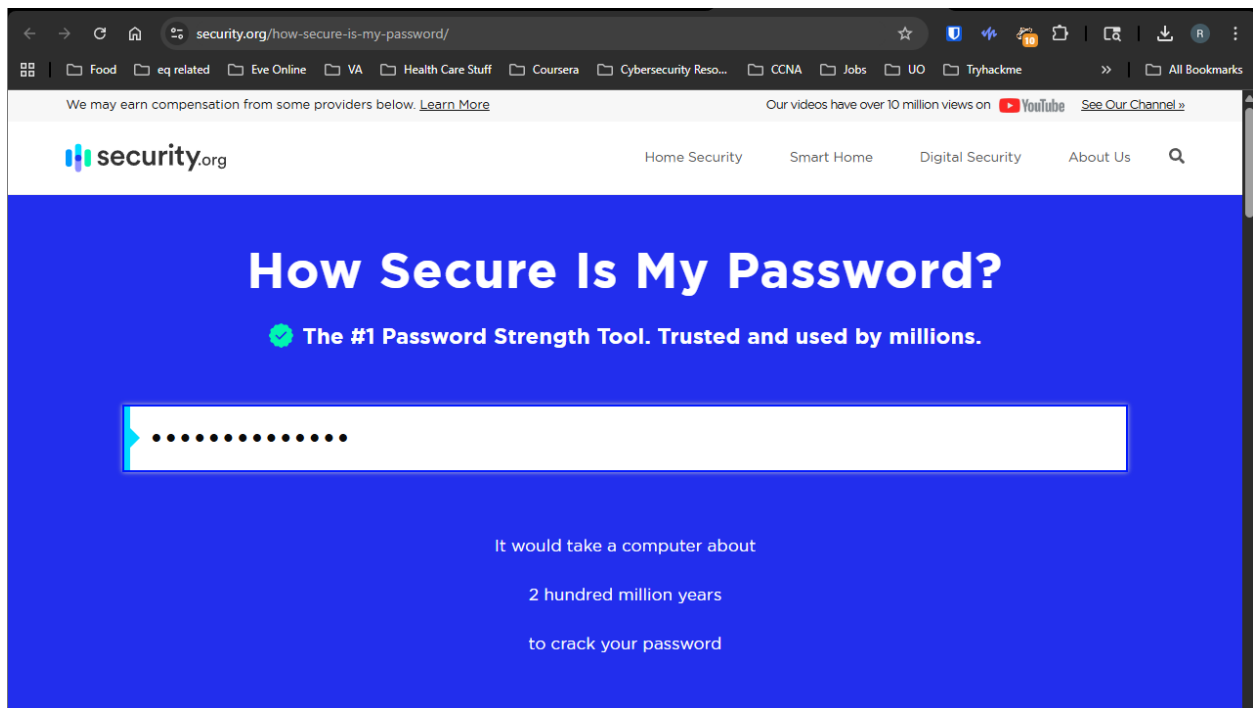 security.org/how-secure-is-my-password/
10
R
Food eq related Eve Online VA Health Care Stuff Coursera Cybersecurity Reso... CCNA Jobs UO Tryhackme » All Bookmarks
We may earn compensation from some providers below. Learn More Our videos have over 10 million views on YouTube See Our Channel »
security.org Home Security Smart Home Digital Security About Us
How Secure Is My Password?
The #1 Password Strength Tool. Trusted and used by millions.
••••••••••••••
It would take a computer about
2 hundred million years
to crack your password